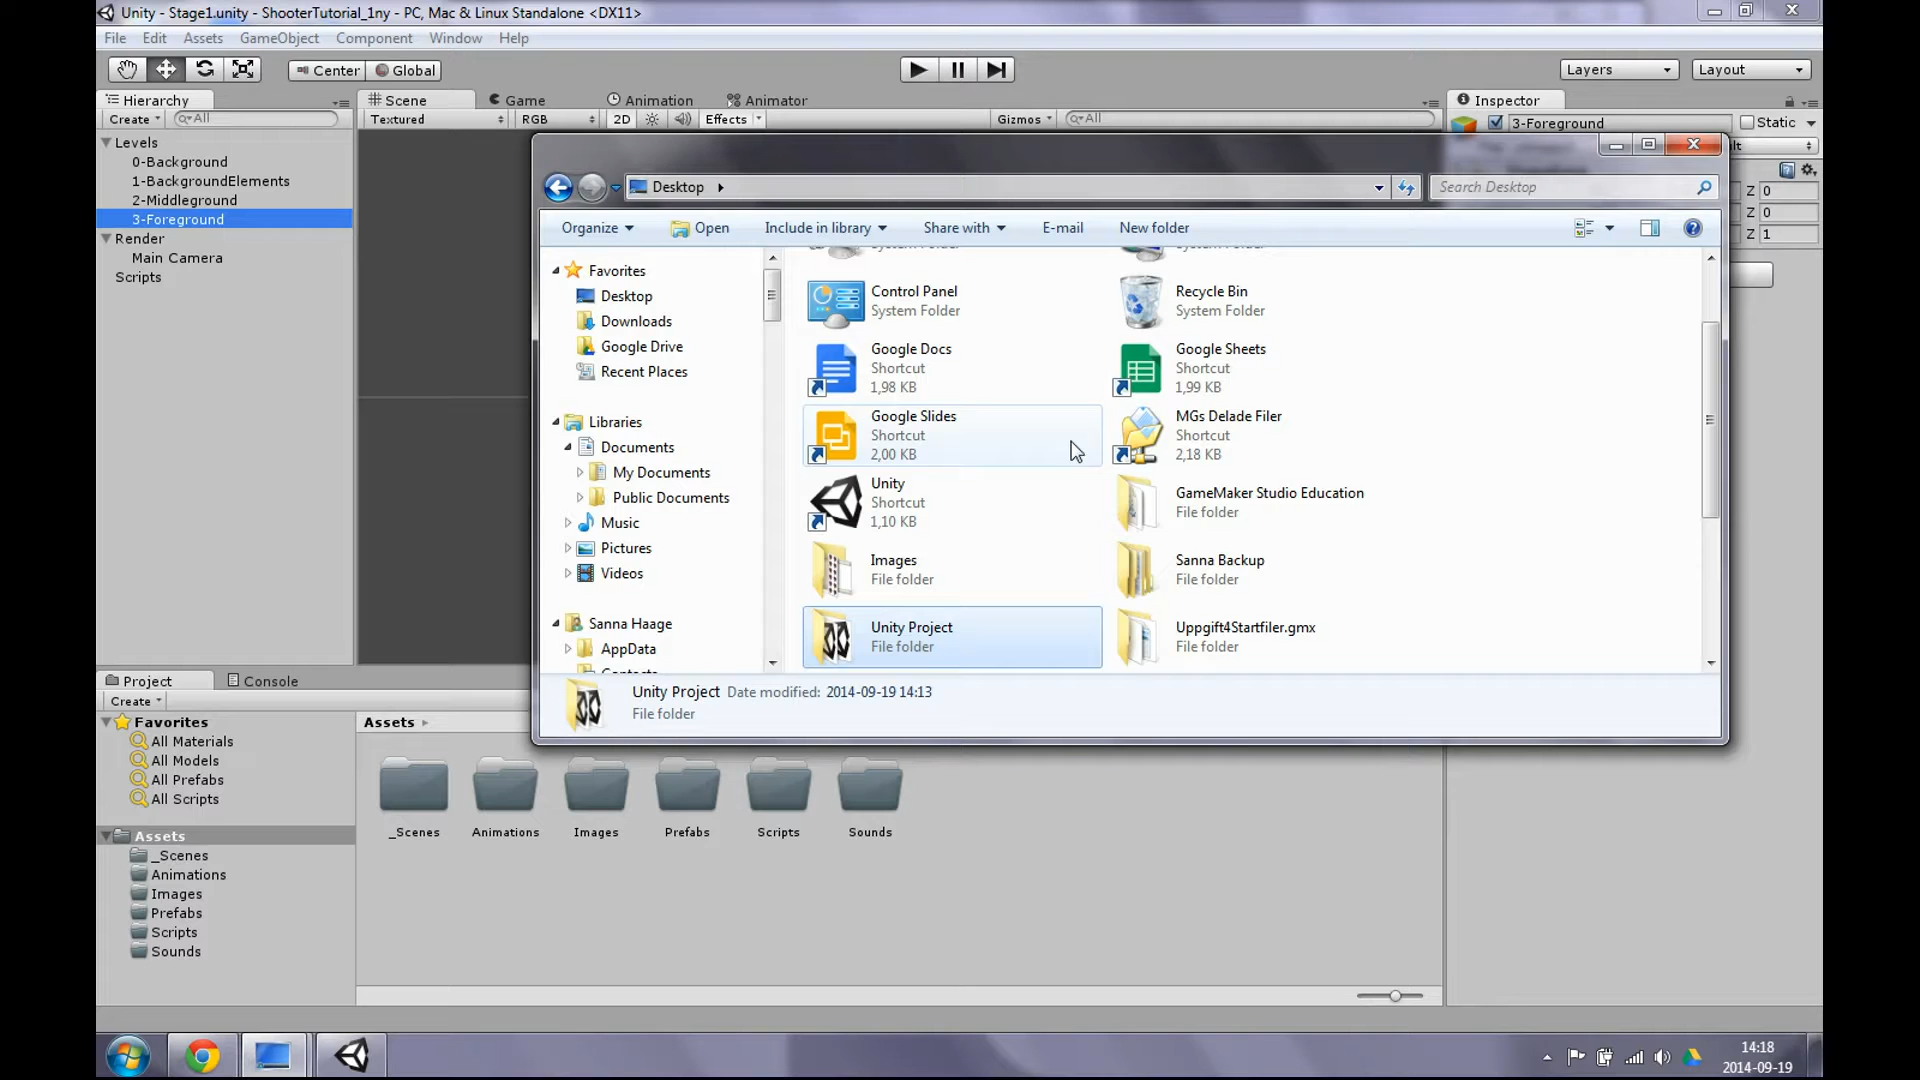 Unity - Stage1.unity - ShooterTutorial_1ny - PC, Mac & Linux Standalone <DX11>
File Edit Assets GameObject Component Window Help
Center Global Layers Layout
Hierarchy Scene Game Animation Animator Inspector
Create All Textured RGB 2D Effects Gizmos All 3-Foreground Static
Levels
0-Background
1-BackgroundElements
2-Middleground
3-Foreground
Render
Main Camera
Scripts
Z 0
Z 0
Z 1
Desktop Search Desktop
Organize Open Include in library Share with E-mail New folder
Favorites
Desktop
Downloads
Google Drive
Recent Places
Libraries
Documents
My Documents
Public Documents
Music
Pictures
Videos
Sanna Haage
AppData
Contacts
System Folder System Folder
Control Panel
System Folder
Recycle Bin
System Folder
Google Docs
Shortcut
1,98 KB
Google Sheets
Shortcut
1,99 KB
Google Slides
Shortcut
2,00 KB
MGs Delade Filer
Shortcut
2,18 KB
Unity
Shortcut
1,10 KB
GameMaker Studio Education
File folder
Images
File folder
Sanna Backup
File folder
Unity Project
File folder
Uppgift4Startfiler.gmx
File folder
Unity Project Date modified: 2014-09-19 14:13
File folder
Project Console
Create
Favorites
All Materials
All Models
All Prefabs
All Scripts
Assets
_Scenes
Animations
Images
Prefabs
Scripts
Sounds
Assets
_Scenes Animations Images Prefabs Scripts Sounds
14:18
2014-09-19